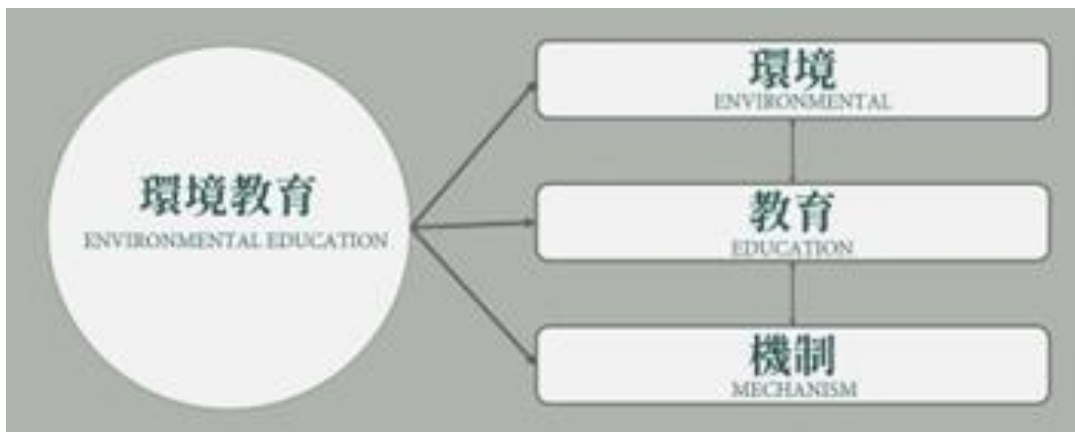 環境教育
ENVIRONMENTAL EDUCATION
環境
ENVIRONMENTAL
教育
EDUCATION
機制
MECHANISM